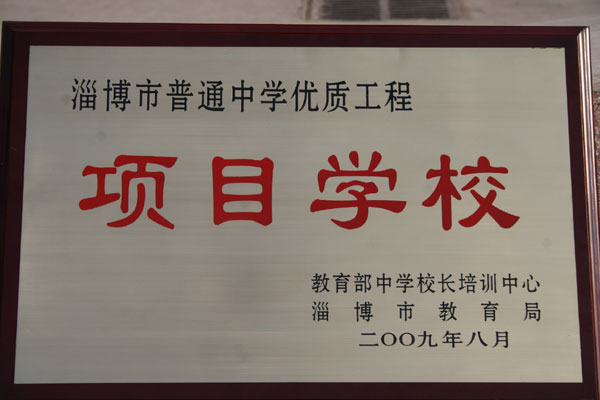 淄博市普通中学优质工程
项目学校
教育部中学校长培训中心
淄博市教育局
二〇〇九年八月